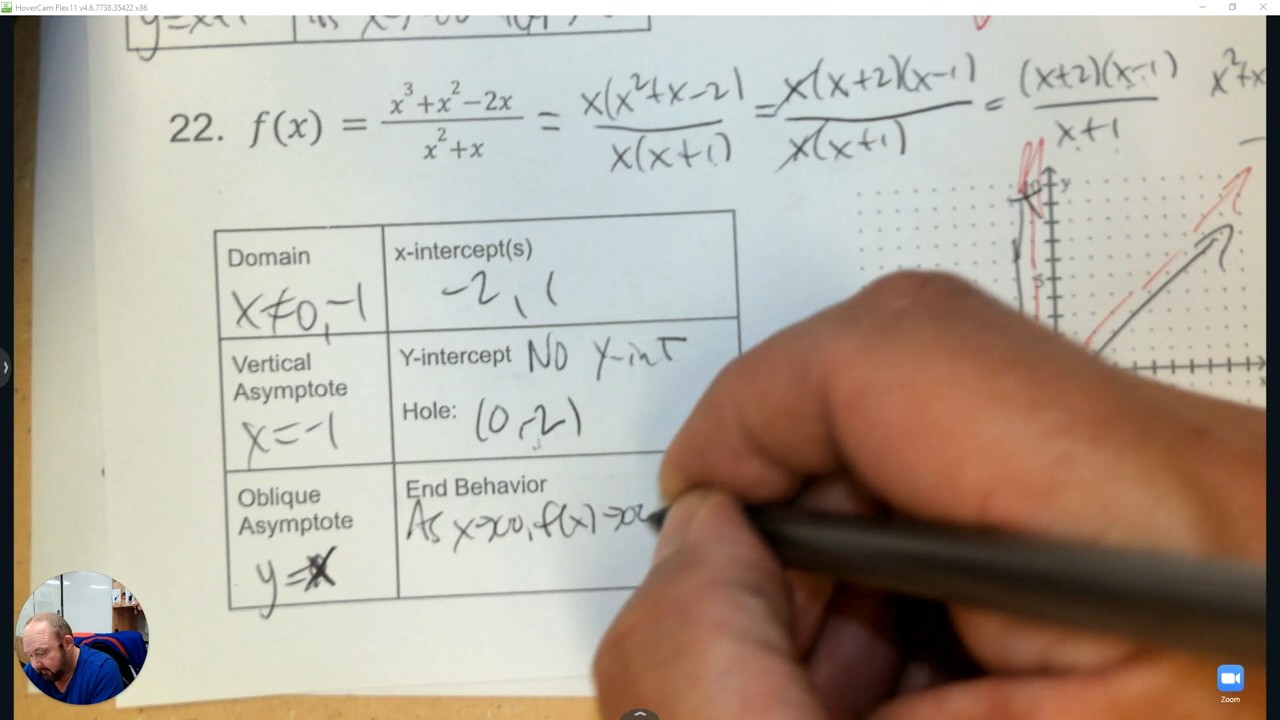 HoverCam Flex11 v4.6.7738.35422 x86
22. f(x) = x³+x²-2x / x²+x = x(x²+x-2) / x(x+1) = x(x+2)(x-1) / x(x+1) = (x+2)(x-1) / x+1
y
5
Domain
x≠0,-1
x-intercept(s)
-2, 1
Vertical
Asymptote
x=-1
Y-intercept NO Y-int
Hole: (0,-2)
Oblique
Asymptote
y=x
End Behavior
As x→∞, f(x)→∞
Zoom